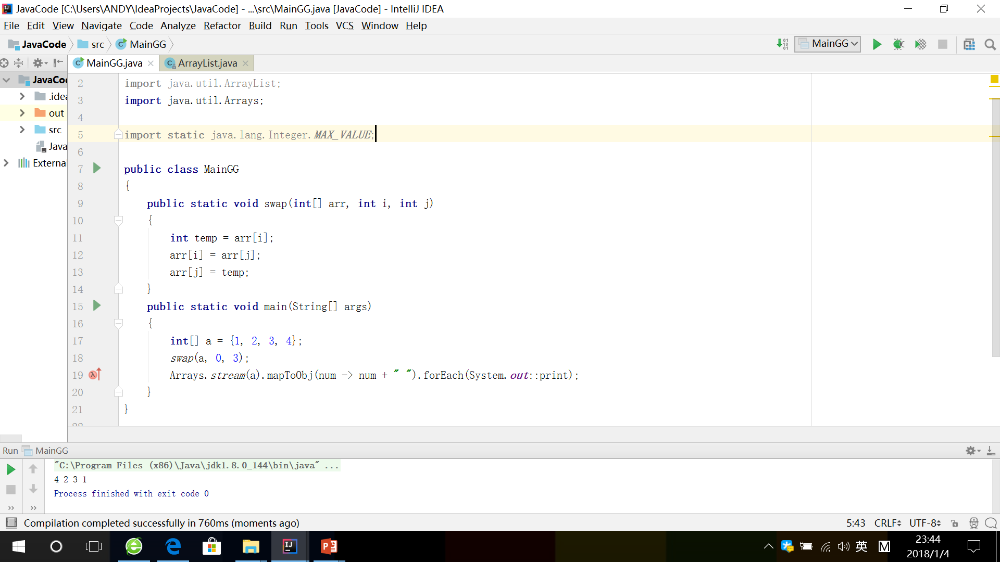 JavaCode [C:\Users\ANDY\IdeaProjects\JavaCode] - ...\src\MainGG.java [JavaCode] - IntelliJ IDEA
File Edit View Navigate Code Analyze Refactor Build Run Tools VCS Window Help
JavaCode src MainGG MainGG
MainGG.java ArrayList.java
JavaCo
.idea
out
src
Java
Externa
2 import java.util.ArrayList;
3 import java.util.Arrays;
4
5 import static java.lang.Integer.MAX_VALUE;
6
7 public class MainGG
8 {
9 public static void swap(int[] arr, int i, int j)
10 {
11 int temp = arr[i];
12 arr[i] = arr[j];
13 arr[j] = temp;
14 }
15 public static void main(String[] args)
16 {
17 int[] a = {1, 2, 3, 4};
18 swap(a, 0, 3);
19 Arrays.stream(a).mapToObj(num -> num + " ").forEach(System.out::print);
20 }
21 }
22
Run MainGG
"C:\Program Files (x86)\Java\jdk1.8.0_144\bin\java" ...
4 2 3 1
Process finished with exit code 0
Compilation completed successfully in 760ms (moments ago) 5:43 CRLF UTF-8
英 M 23:44
2018/1/4